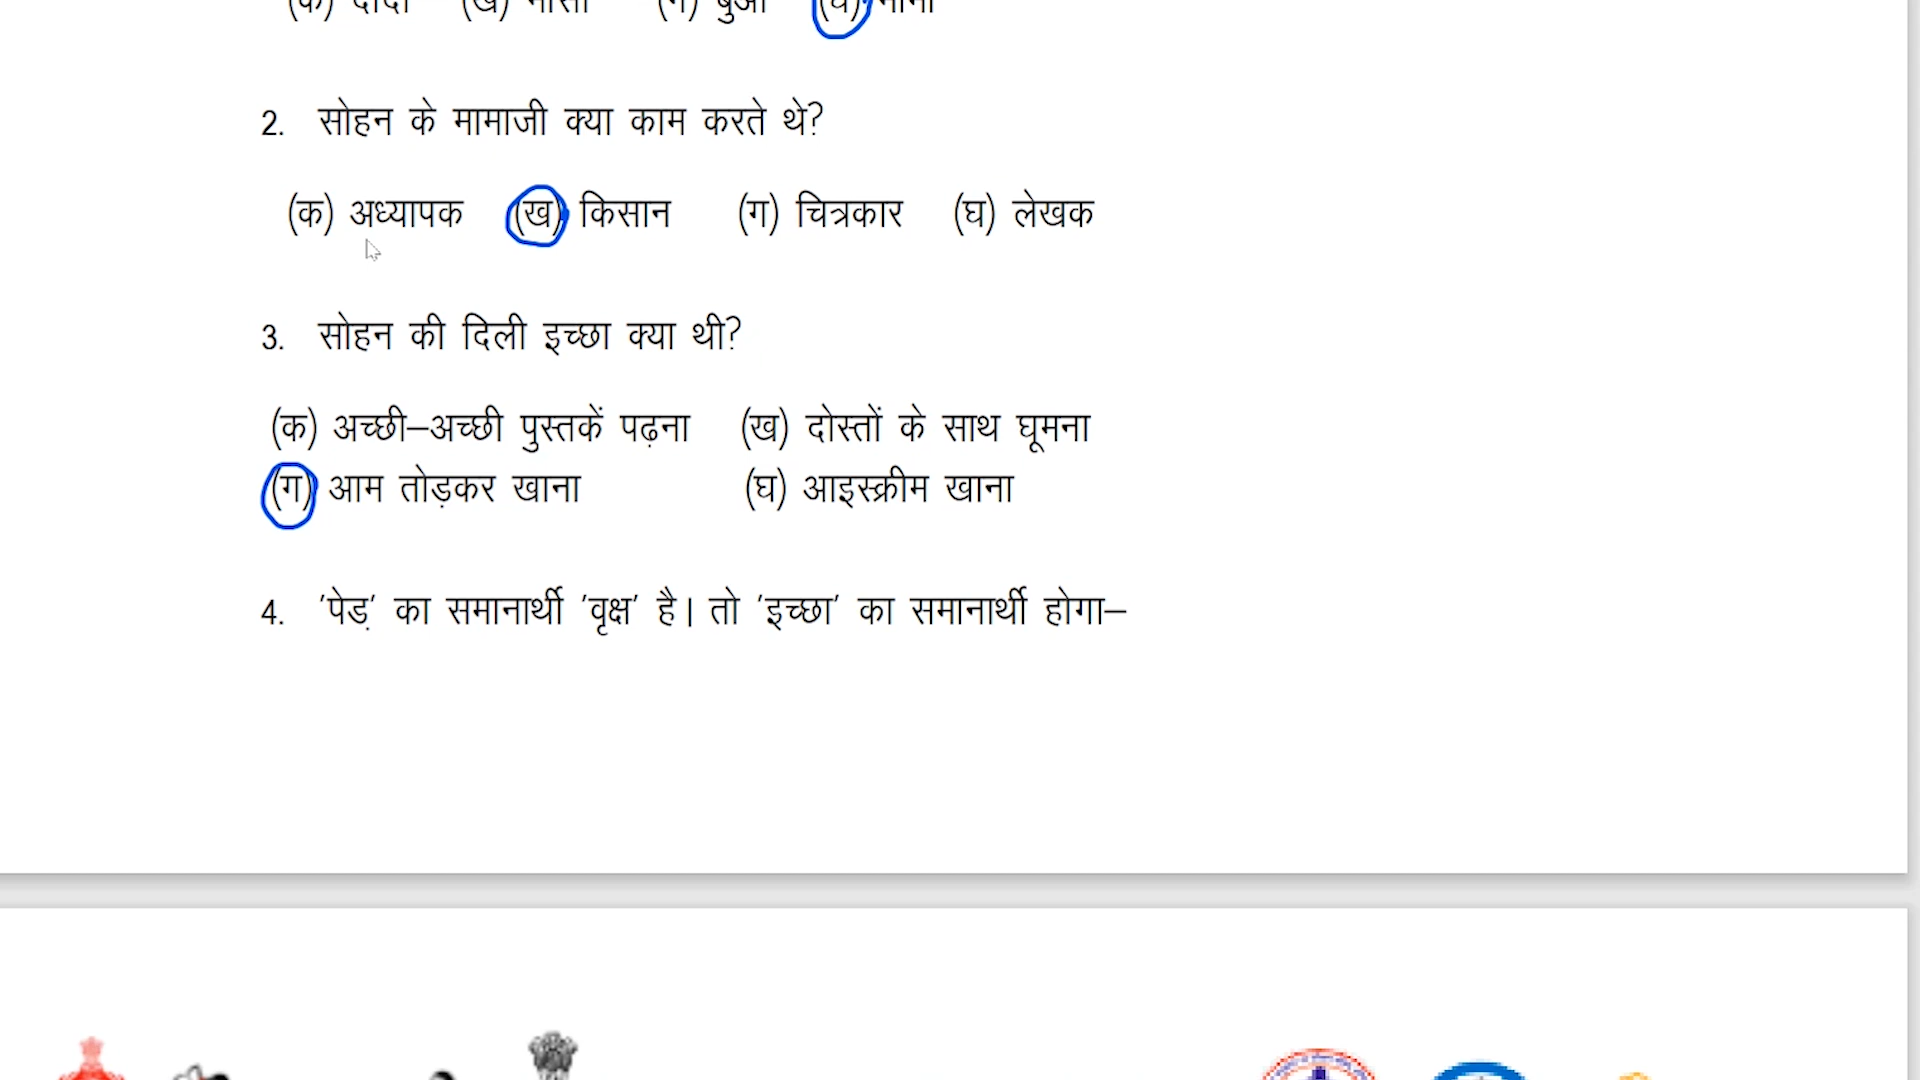 2. सोहन के मामाजी क्या काम करते थे?
(क) अध्यापक (ख) किसान (ग) चित्रकार (घ) लेखक
3. सोहन की दिली इच्छा क्या थी?
(क) अच्छी–अच्छी पुस्तकें पढ़ना (ख) दोस्तों के साथ घूमना
(ग) आम तोड़कर खाना (घ) आइस्क्रीम खाना
4. 'पेड़' का समानार्थी 'वृक्ष' है। तो 'इच्छा' का समानार्थी होगा–